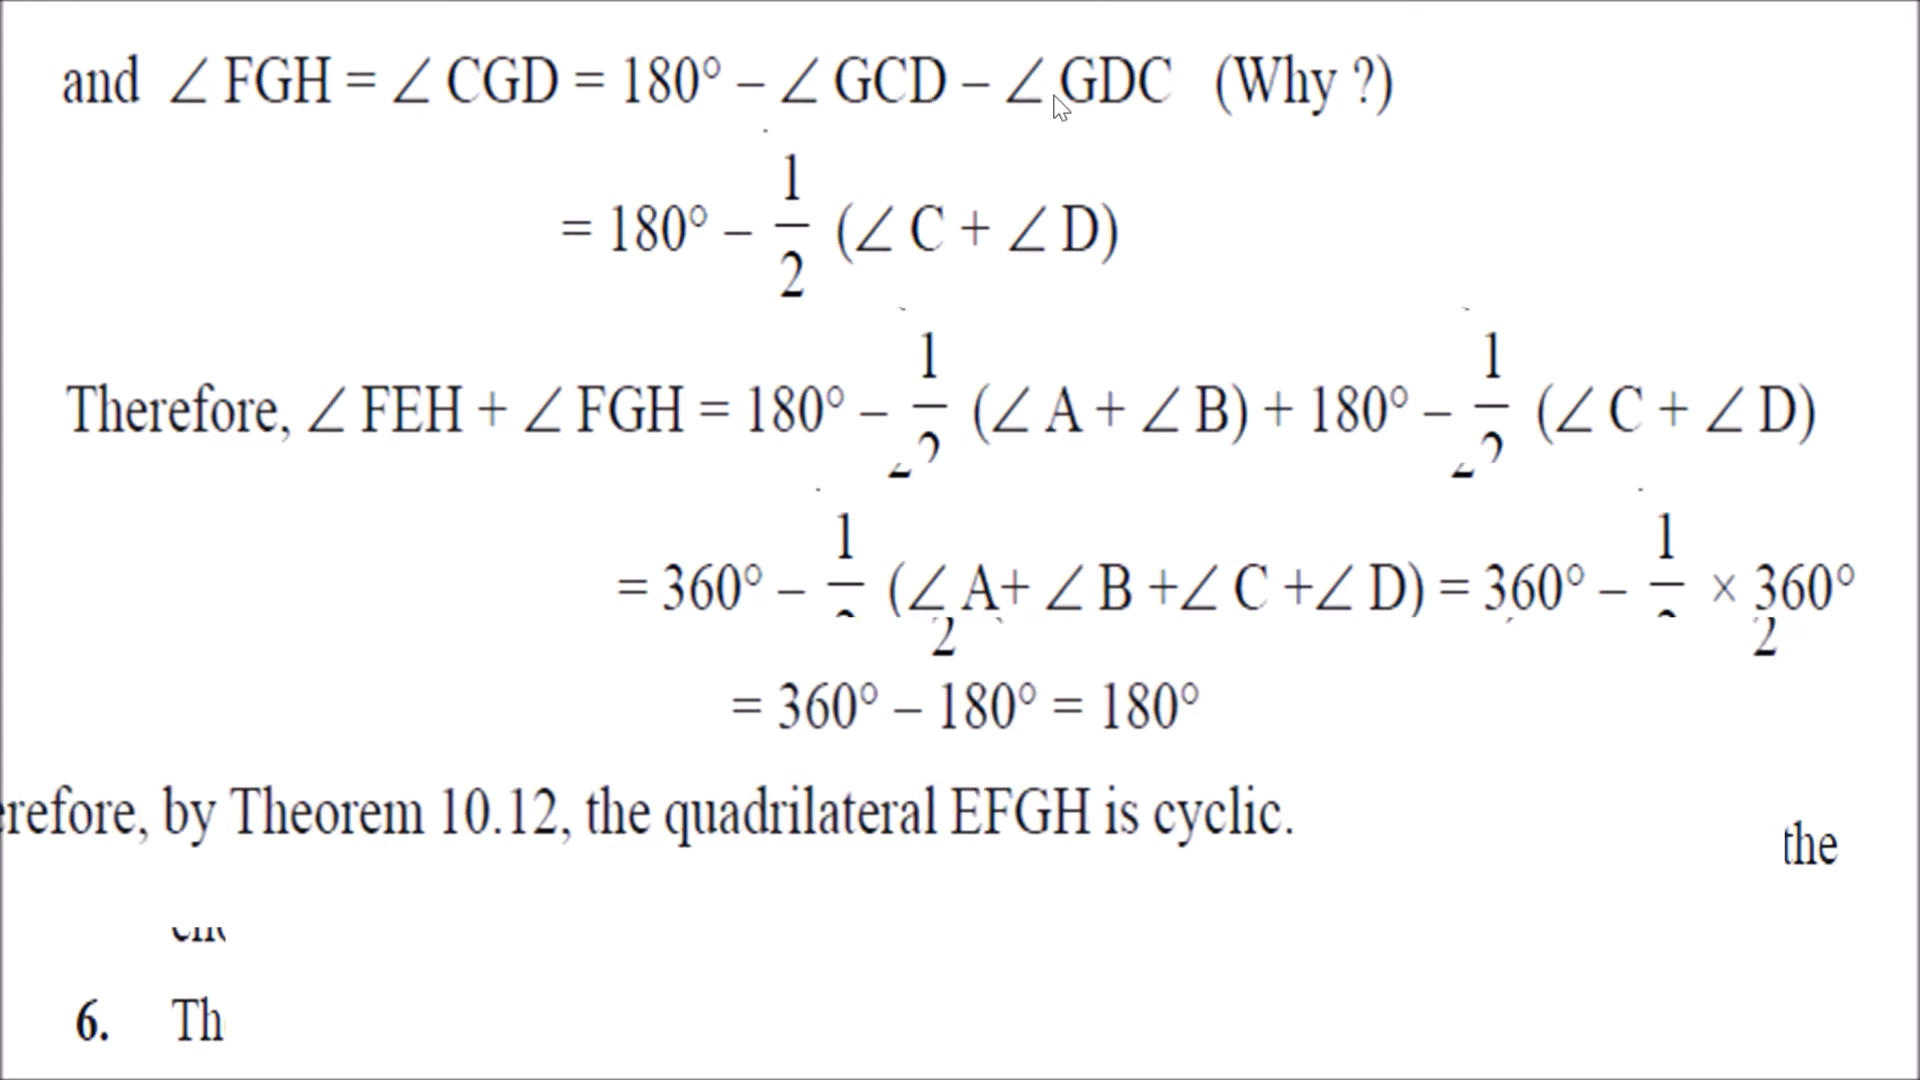 and ∠ FGH = ∠ CGD = 180° – ∠ GCD – ∠ GDC (Why ?)
= 180° – 1/2 (∠ C + ∠ D)
Therefore, ∠ FEH + ∠ FGH = 180° – 1/2 (∠ A + ∠ B) + 180° – 1/2 (∠ C + ∠ D)
= 360° – 1/2 (∠ A+ ∠ B +∠ C +∠ D) = 360° – 1/2 × 360°
= 360° – 180° = 180°
refore, by Theorem 10.12, the quadrilateral EFGH is cyclic.
the
6. Th